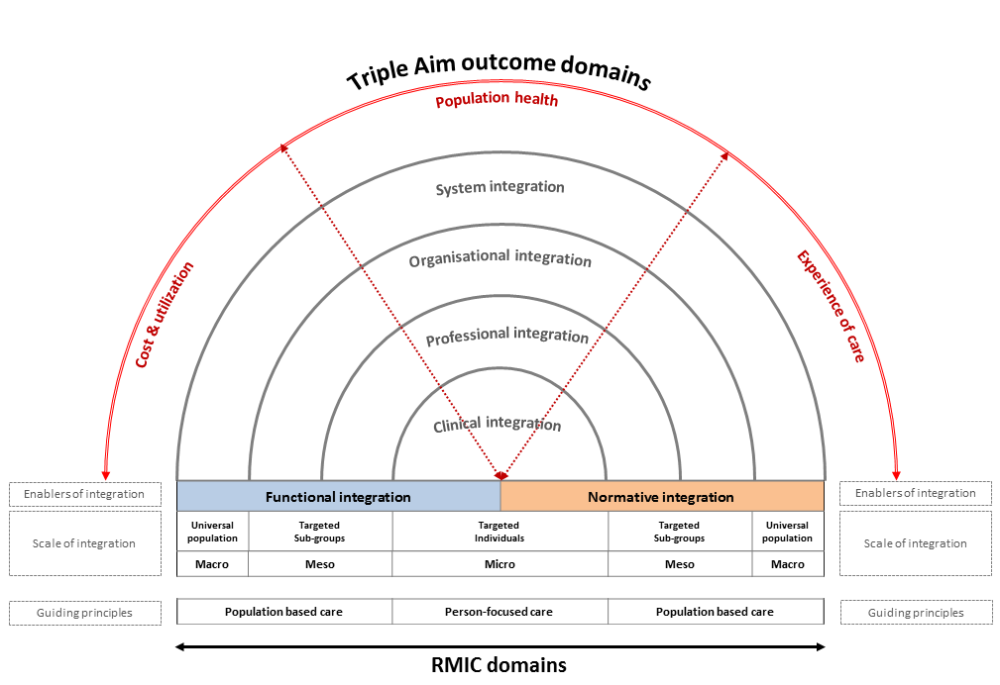 Triple Aim outcome domains
Population health
System integration
Organisational integration
Cost & utilization
Experience of care
Professional integration
Clinical integration
Enablers of integration
Functional integration
Normative integration
Enablers of integration
Scale of integration
Universal
population
Targeted
Sub-groups
Targeted
Individuals
Targeted
Sub-groups
Universal
population
Scale of integration
Macro
Meso
Micro
Meso
Macro
Guiding principles
Population based care
Person-focused care
Population based care
Guiding principles
RMIC domains